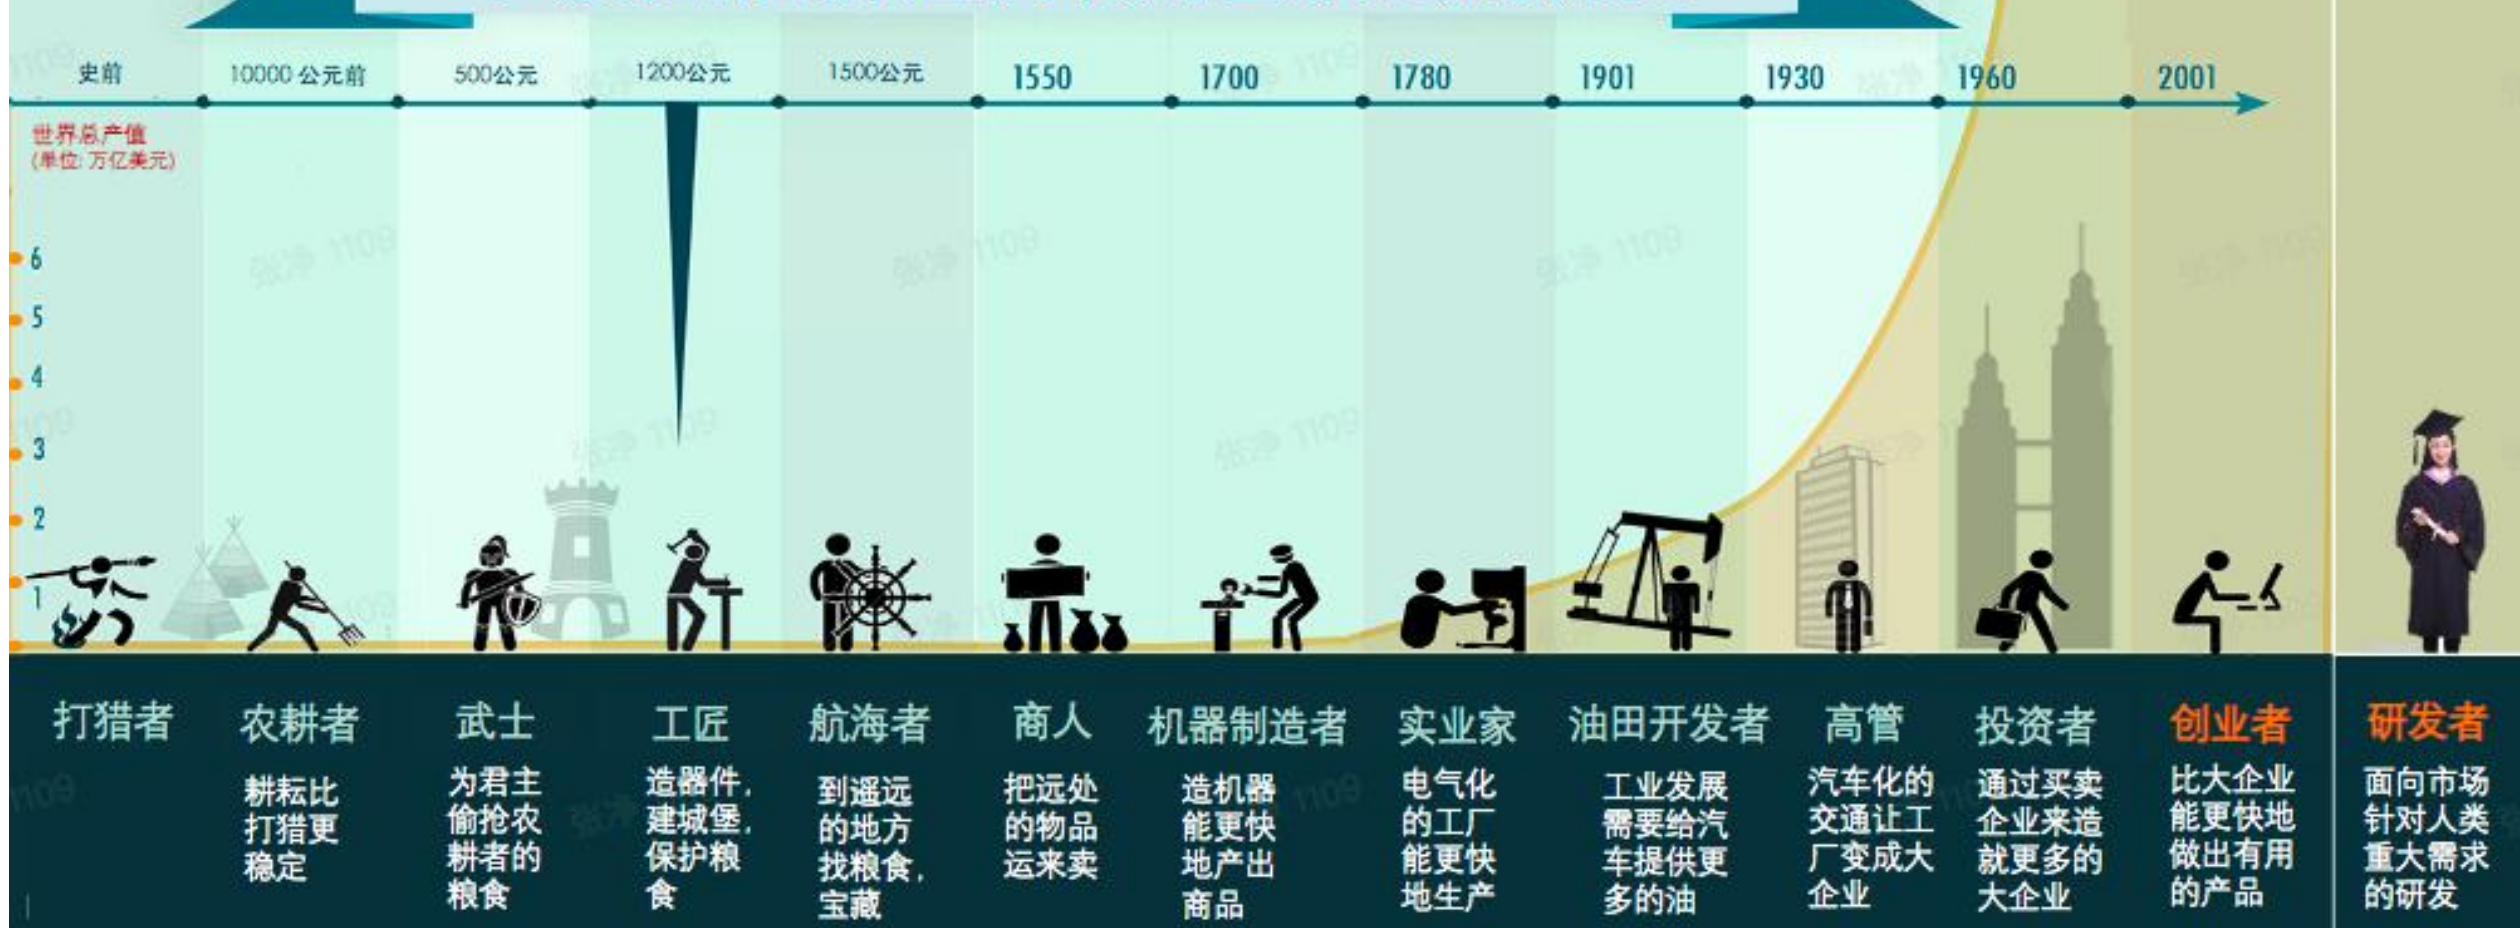 史前
10000 公元前
500公元
1200公元
1500公元
1550
1700
1780
1901
1930
1960
2001
世界总产值
(单位: 万亿美元)
6
5
4
3
2
1
打猎者
农耕者
耕耘比
打猎更
稳定
武士
为君主
偷抢农
耕者的
粮食
工匠
造器件,
建城堡,
保护粮
食
航海者
到遥远
的地方
找粮食,
宝藏
商人
把远处
的物品
运来卖
机器制造者
造机器
能更快
地产出
商品
实业家
电气化
的工厂
能更快
地生产
油田开发者
工业发展
需要给汽
车提供更
多的油
高管
汽车化的
交通让工
厂变成大
企业
投资者
通过买卖
企业来造
就更多的
大企业
创业者
比大企业
能更快地
做出有用
的产品
研发者
面向市场
针对人类
重大需求
的研发